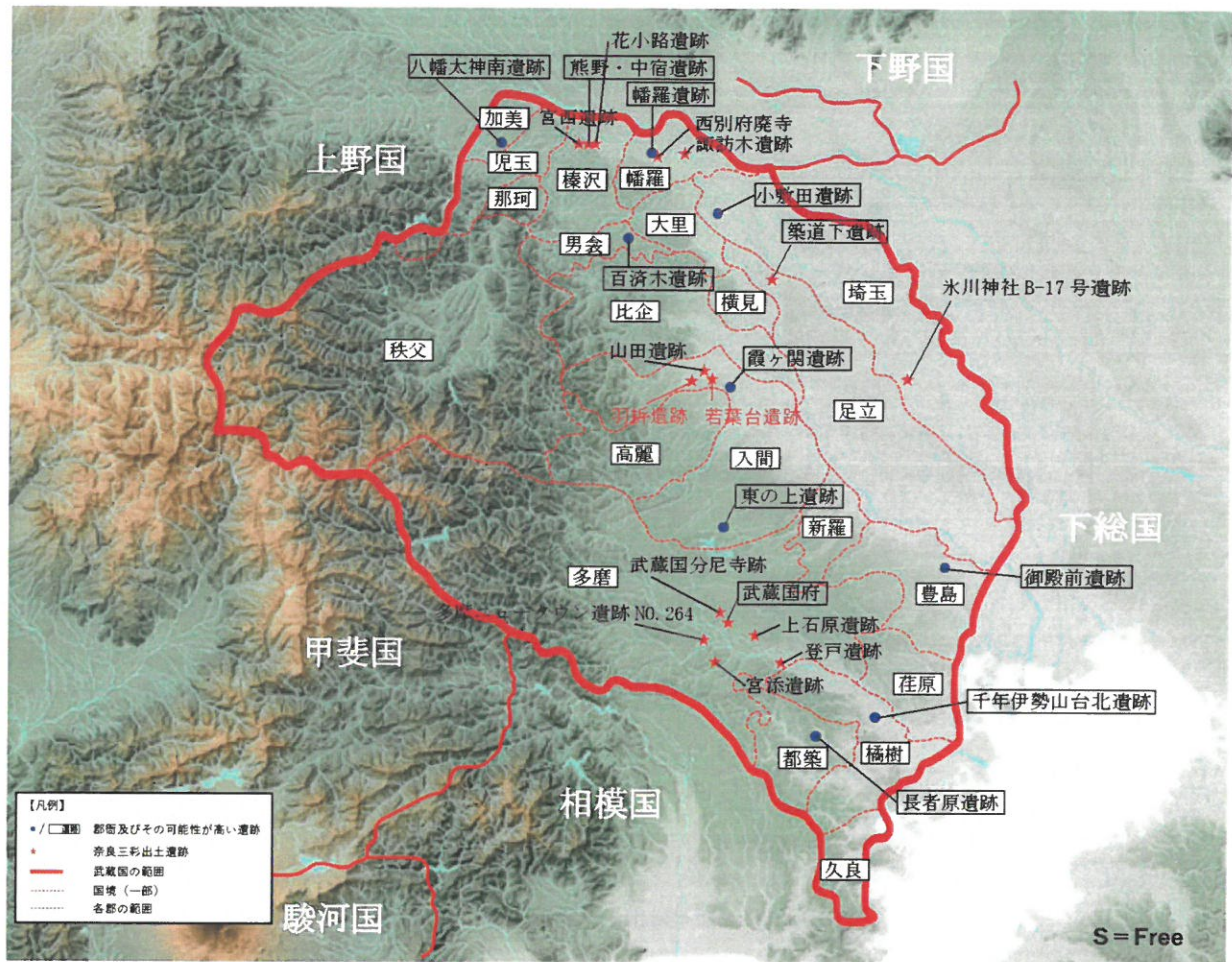 花小路遺跡
八幡太神南遺跡
熊野・中宿遺跡
下野国
幡羅遺跡
加美
宮西遺跡
西別府廃寺
諏訪木遺跡
上野国
児玉
榛沢
幡羅
那珂
小敷田遺跡
大里
男衾
築道下遺跡
百済木遺跡
埼玉
氷川神社B-17号遺跡
横見
比企
秩父
山田遺跡
霞ヶ関遺跡
足立
若葉台遺跡
高麗
入間
東の上遺跡
新羅
下総国
武蔵国分尼寺跡
多磨
御殿前遺跡
武蔵国府
豊島
遺跡NO.264
上石原遺跡
甲斐国
登戸遺跡
宮添遺跡
荏原
千年伊勢山台北遺跡
都築
橘樹
相模国
長者原遺跡
久良
駿河国
【凡例】
●/遺跡 郡衙及びその可能性が高い遺跡
★ 奈良三彩出土遺跡
武蔵国の範囲
国境（一部）
各郡の範囲
S=Free